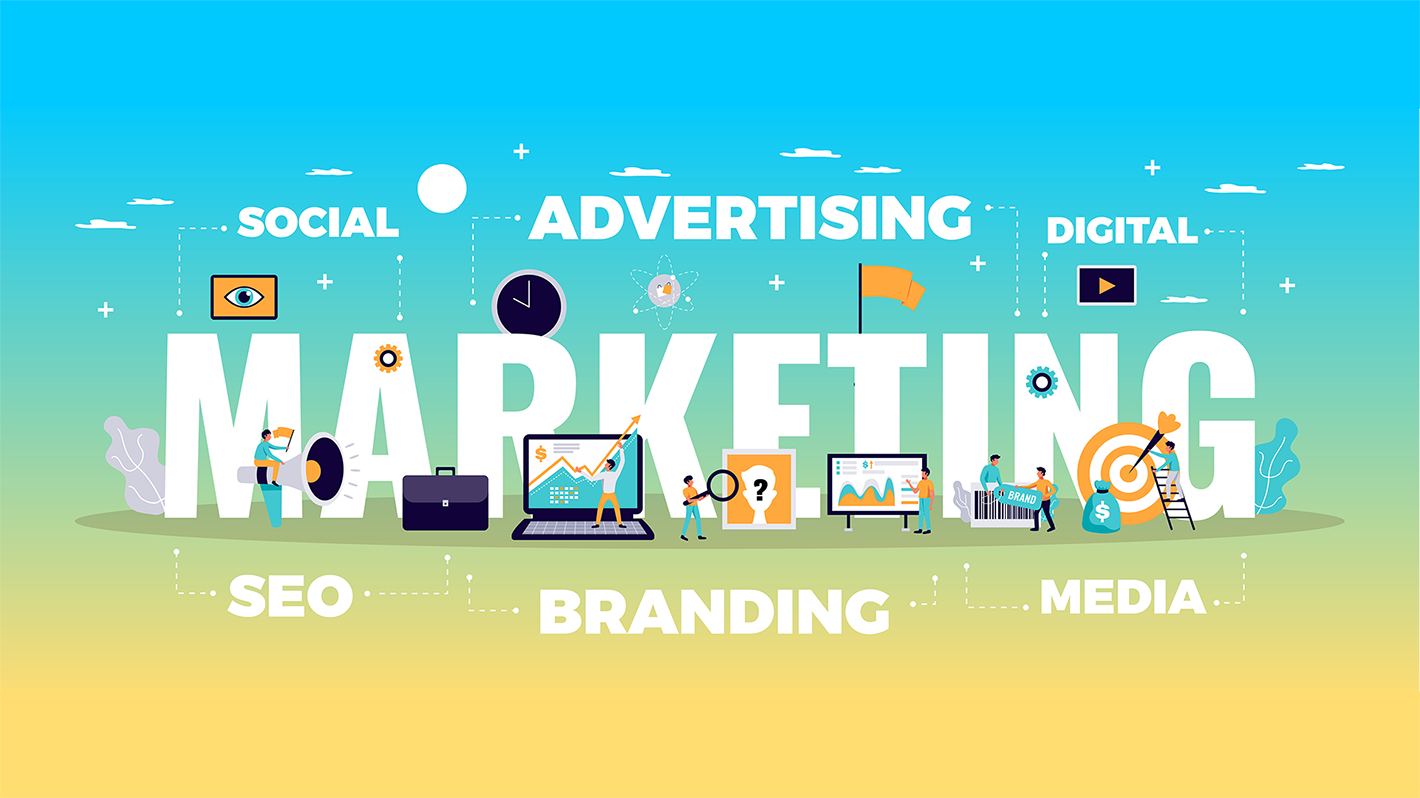 SOCIAL
ADVERTISING
DIGITAL
MARKETING
$
?
$
BRAND
$
SEO
BRANDING
MEDIA